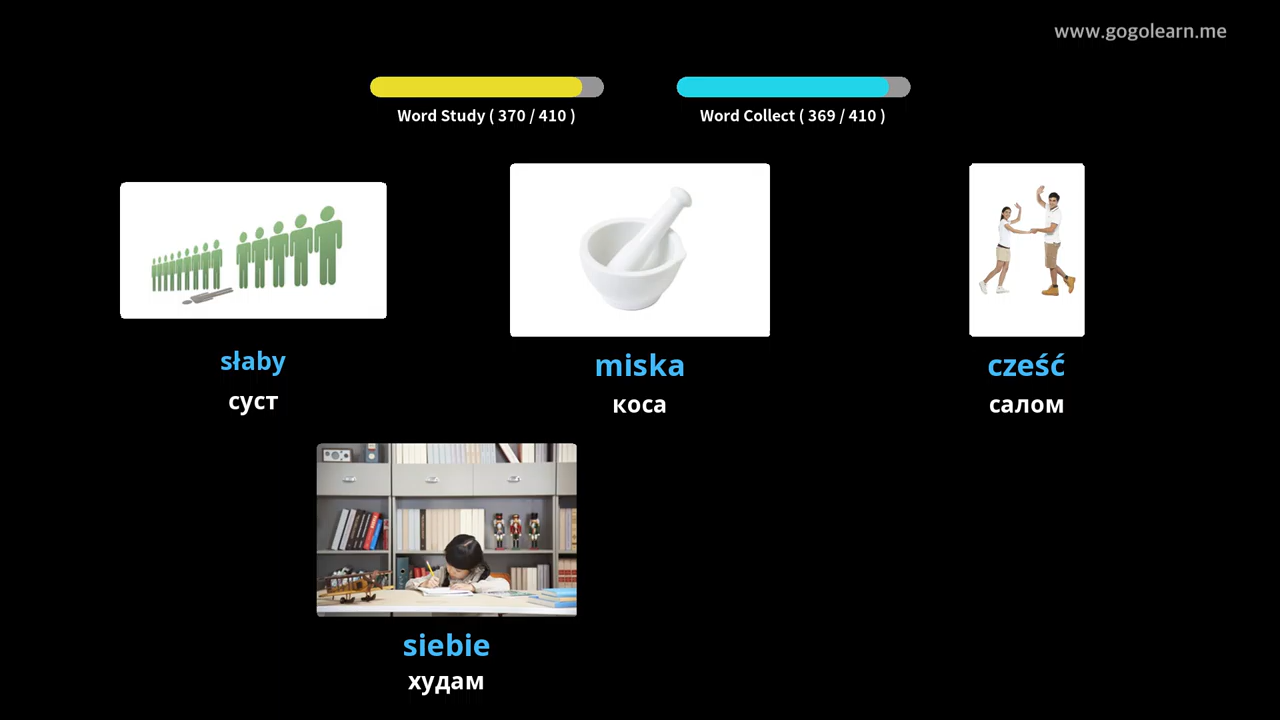 www.gogolearn.me
Word Study ( 370 / 410 )
Word Collect ( 369 / 410 )
słaby
суст
miska
коса
cześć
салом
siebie
худам